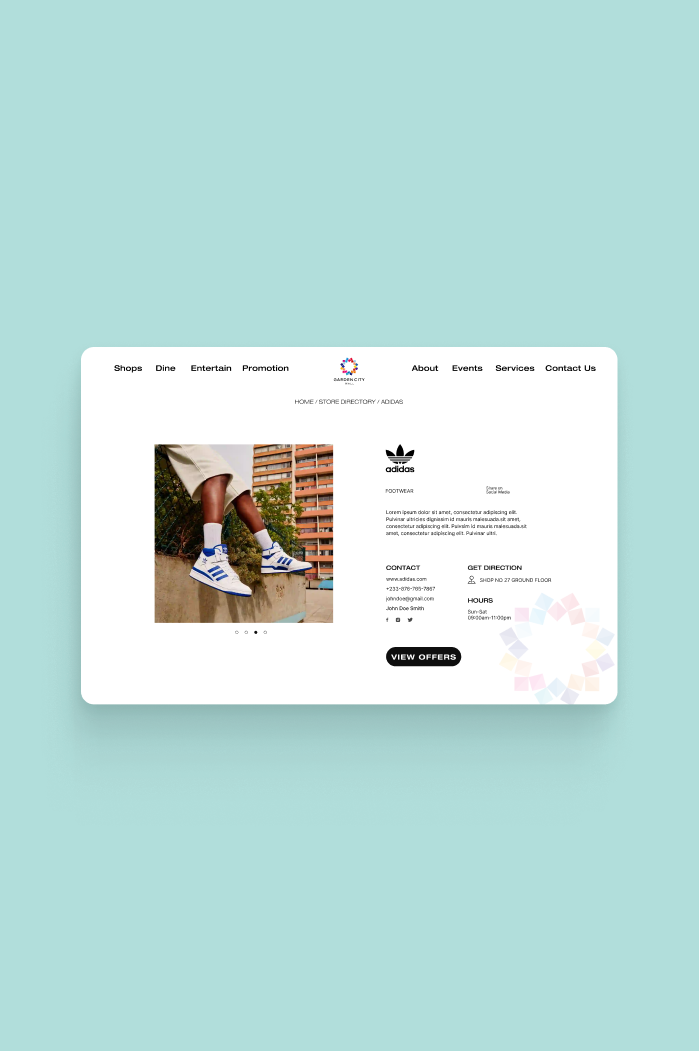 Shops Dine Entertain Promotion
GARDEN CITY
MALL
About Events Services Contact Us
HOME / STORE DIRECTORY / ADIDAS
adidas
FOOTWEAR
Share on
Social Media
Lorem ipsum dolor sit amet, consectetur adipiscing elit.
Pulvinar ultricies dignissim id mauris malesuada.sit amet,
consectetur adipiscing elit. Pulvinim id mauris malesuada.sit
amet, consectetur adipiscing elit. Pulvinar ultri.
CONTACT
www.adidas.com
+233-876-765-7867
johndoe@gmail.com
John Doe Smith
GET DIRECTION
SHOP NO 27 GROUND FLOOR
HOURS
Sun-Sat
09:00am-11:00pm
VIEW OFFERS